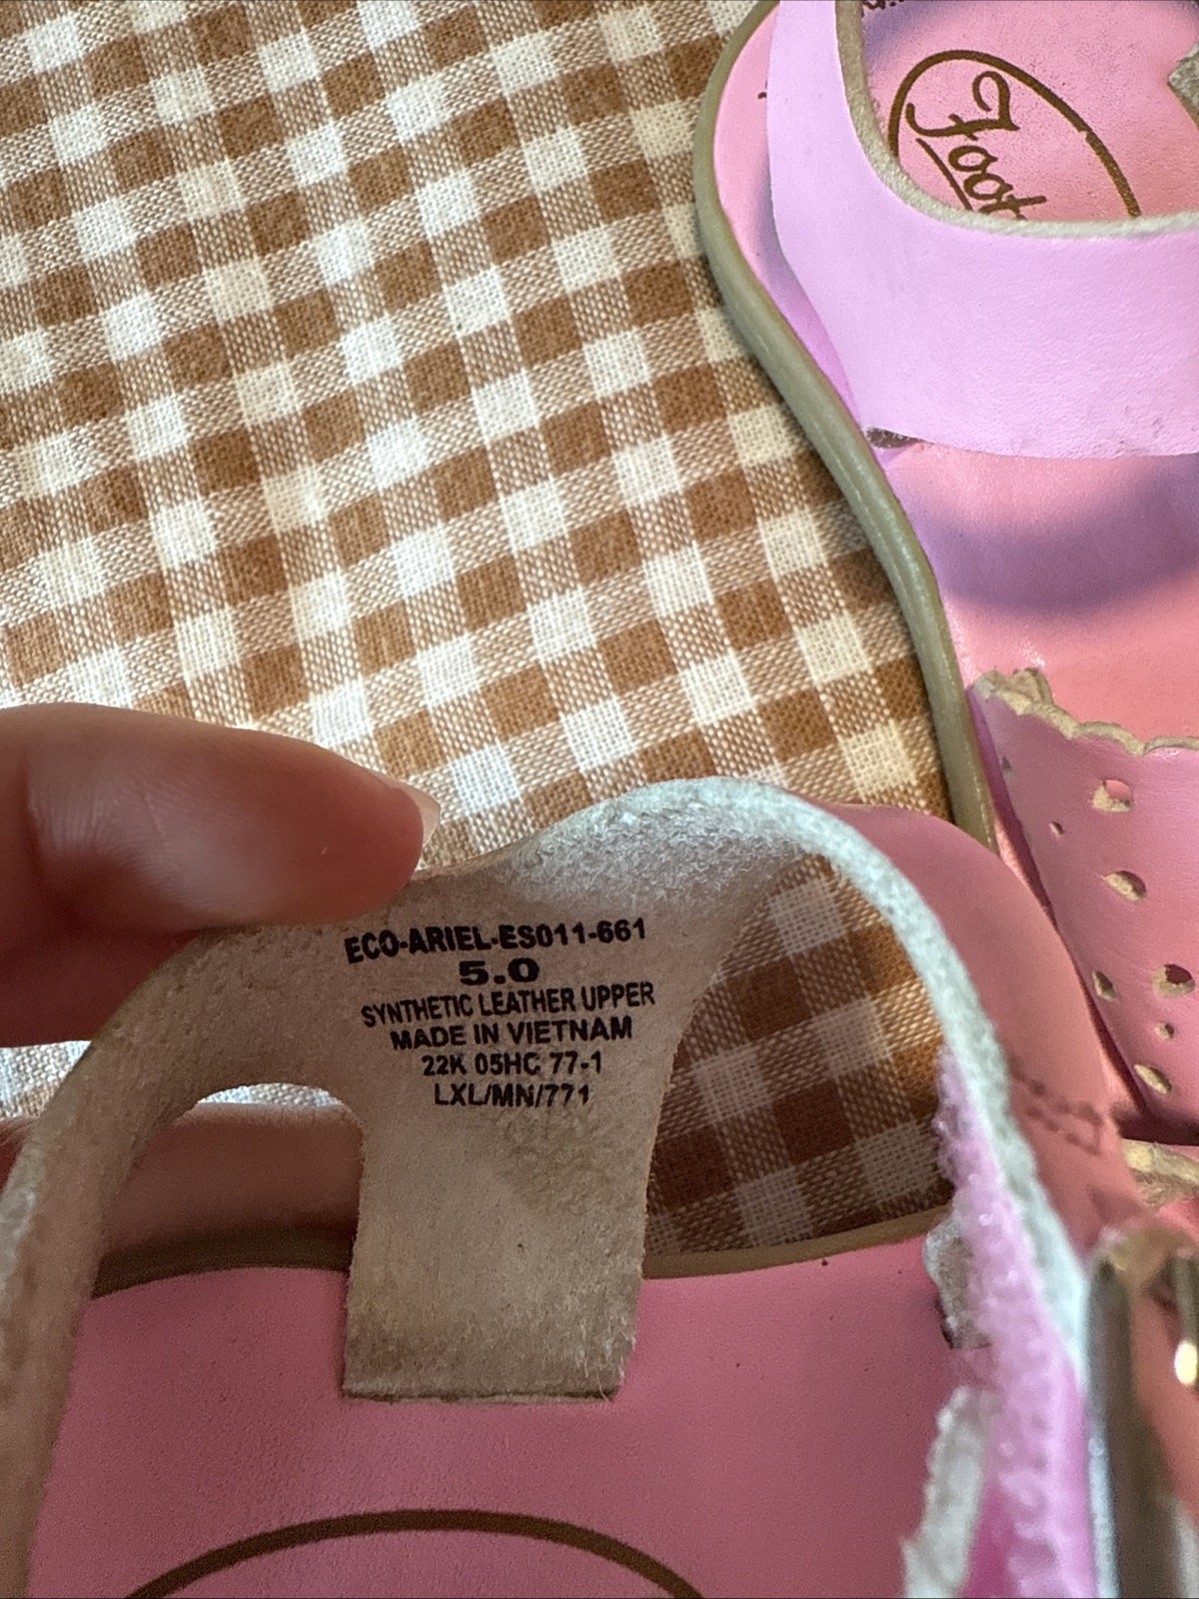 Foot
ECO-ARIEL-ES011-661
5.0
SYNTHETIC LEATHER UPPER
MADE IN VIETNAM
22K 05HC 77-1
LXL/MN/771